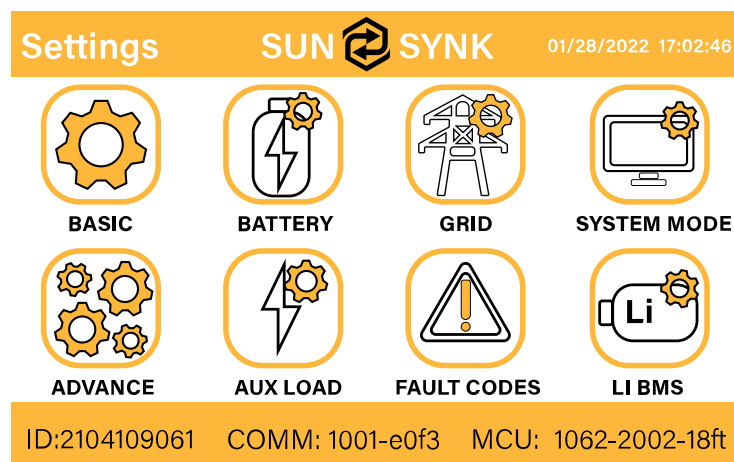 Settings SUN SYNK 01/28/2022 17:02:46
BASIC BATTERY GRID SYSTEM MODE
Li
ADVANCE AUX LOAD FAULT CODES LI BMS
ID:2104109061 COMM: 1001-e0f3 MCU: 1062-2002-18ft